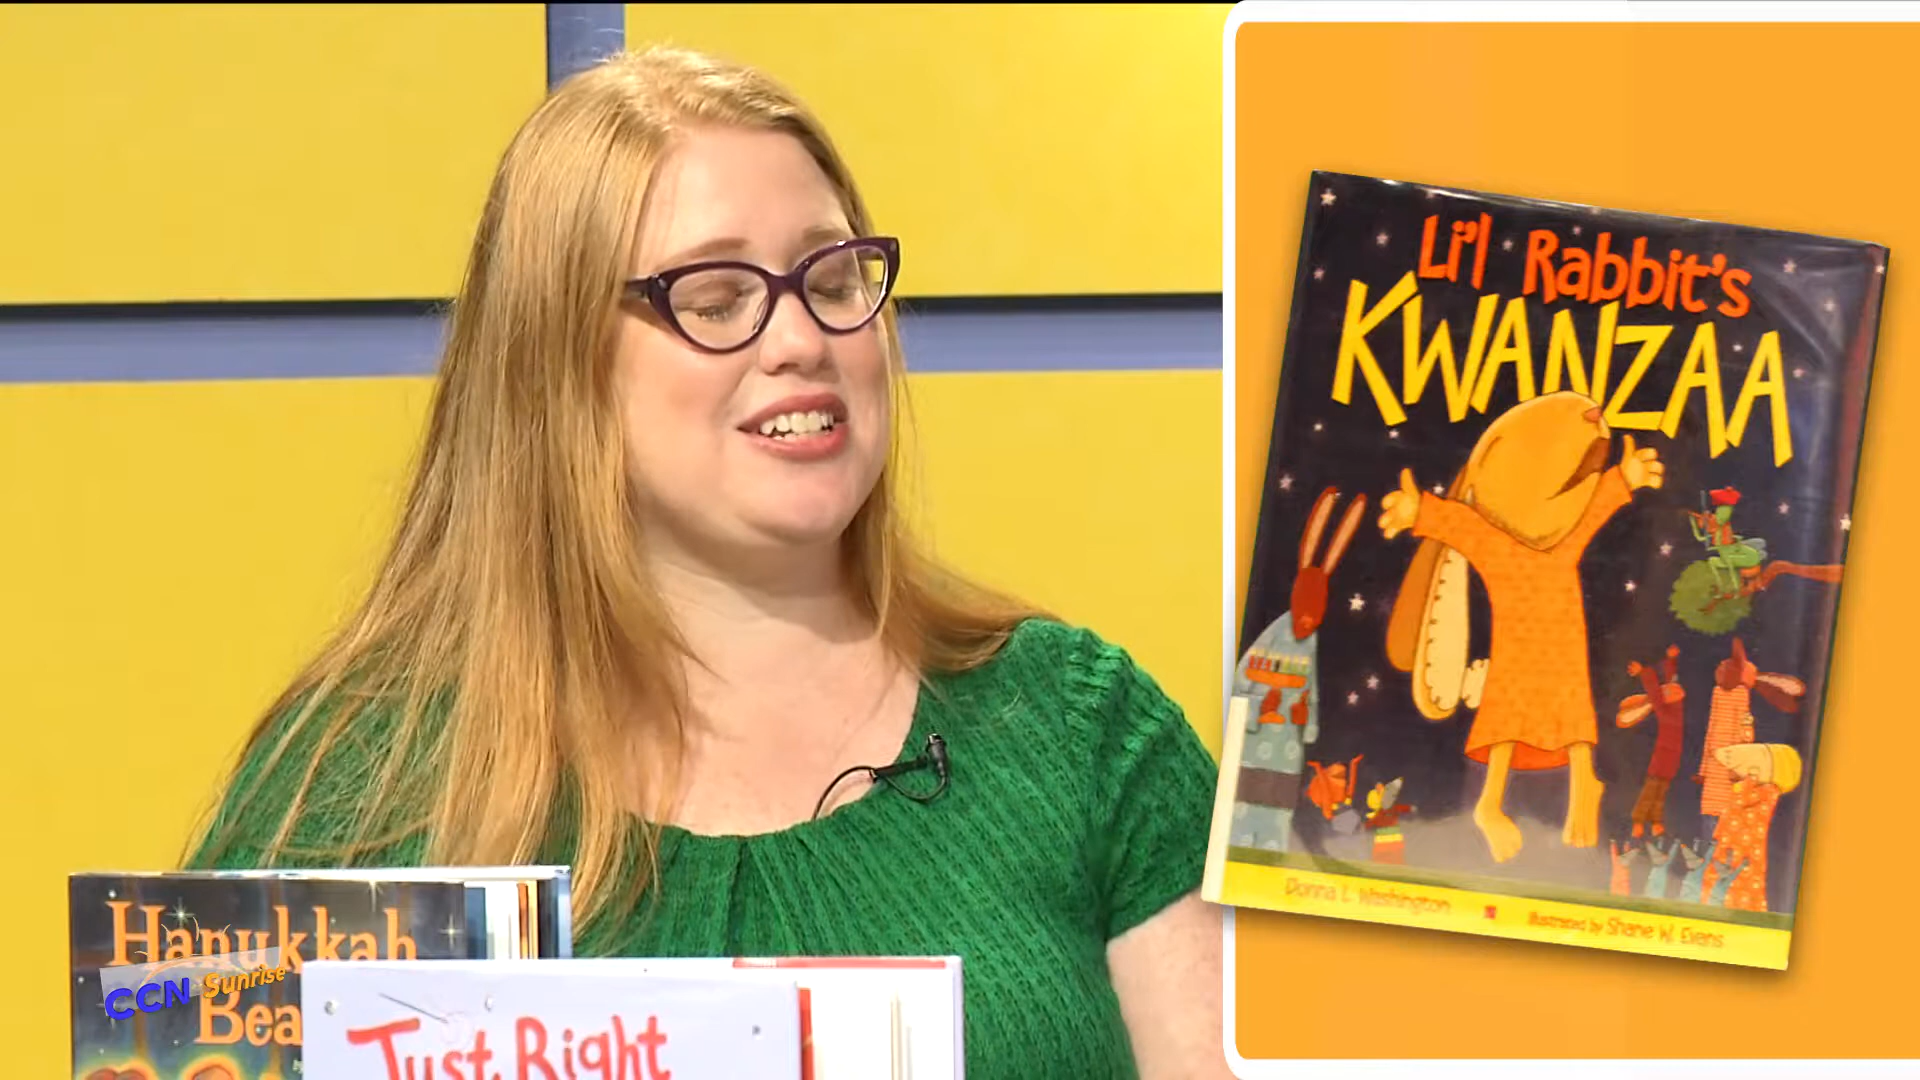 Li'l Rabbit's
KWANZAA
Donna L. Washington
illustrated by Shane W. Evans
Hanukkah
Bea
CCN Sunrise
Just Right